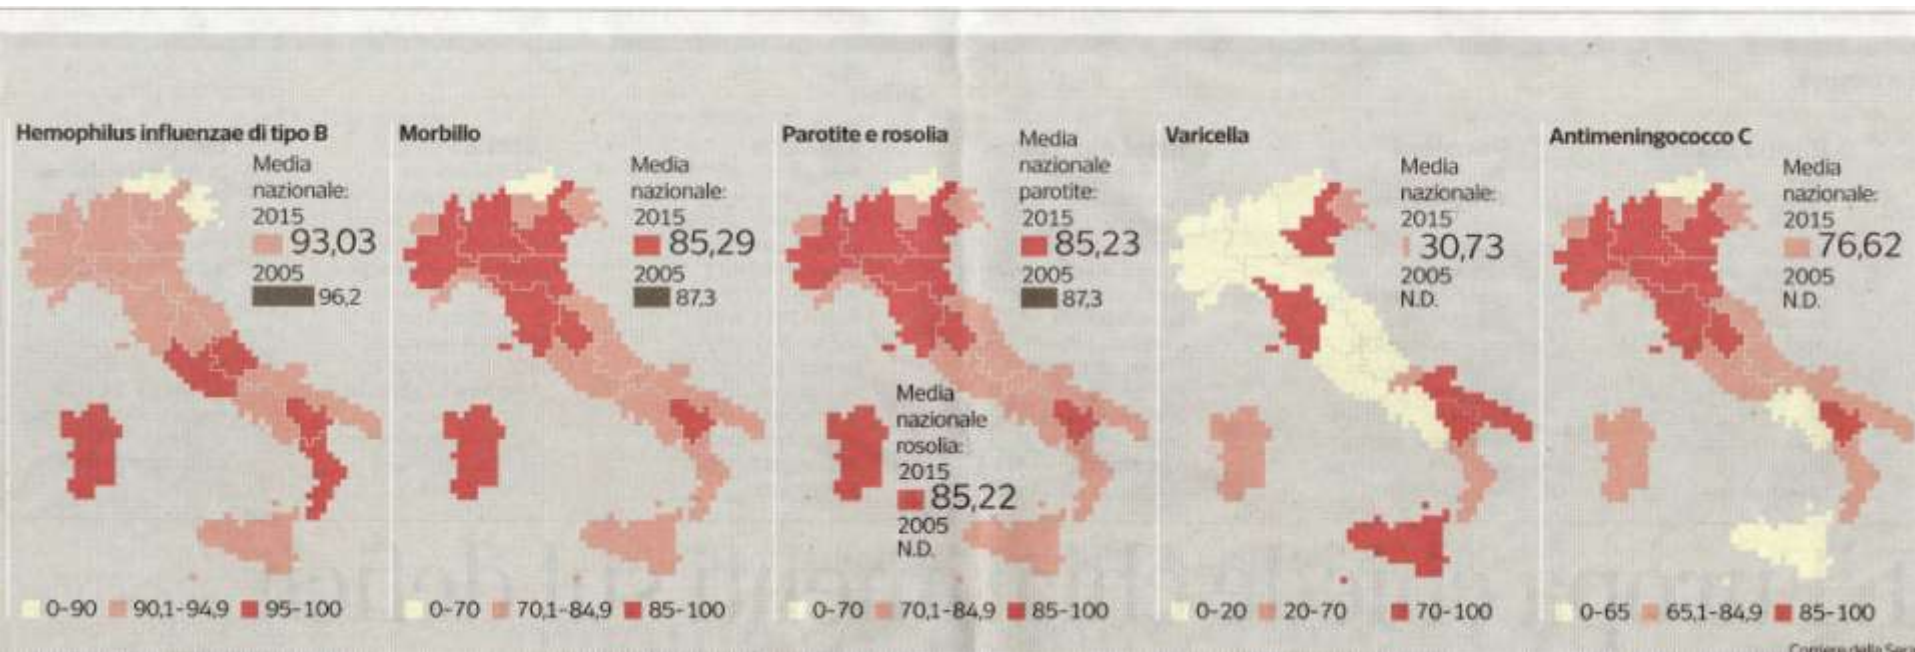 Hemophilus influenzae di tipo B
Media
nazionale:
2015
93,03
2005
96,2
0-90 90,1-94,9 95-100
Morbillo
Media
nazionale:
2015
85,29
2005
87,3
0-70 70,1-84,9 85-100
Parotite e rosolia
Media
nazionale
parotite:
2015
85,23
2005
87,3
Media
nazionale
rosolia:
2015
85,22
2005
N.D.
0-70 70,1-84,9 85-100
Varicella
Media
nazionale:
2015
30,73
2005
N.D.
0-20 20-70 70-100
Antimeningococco C
Media
nazionale:
2015
76,62
2005
N.D.
0-65 65,1-84,9 85-100
Corriere della Sera